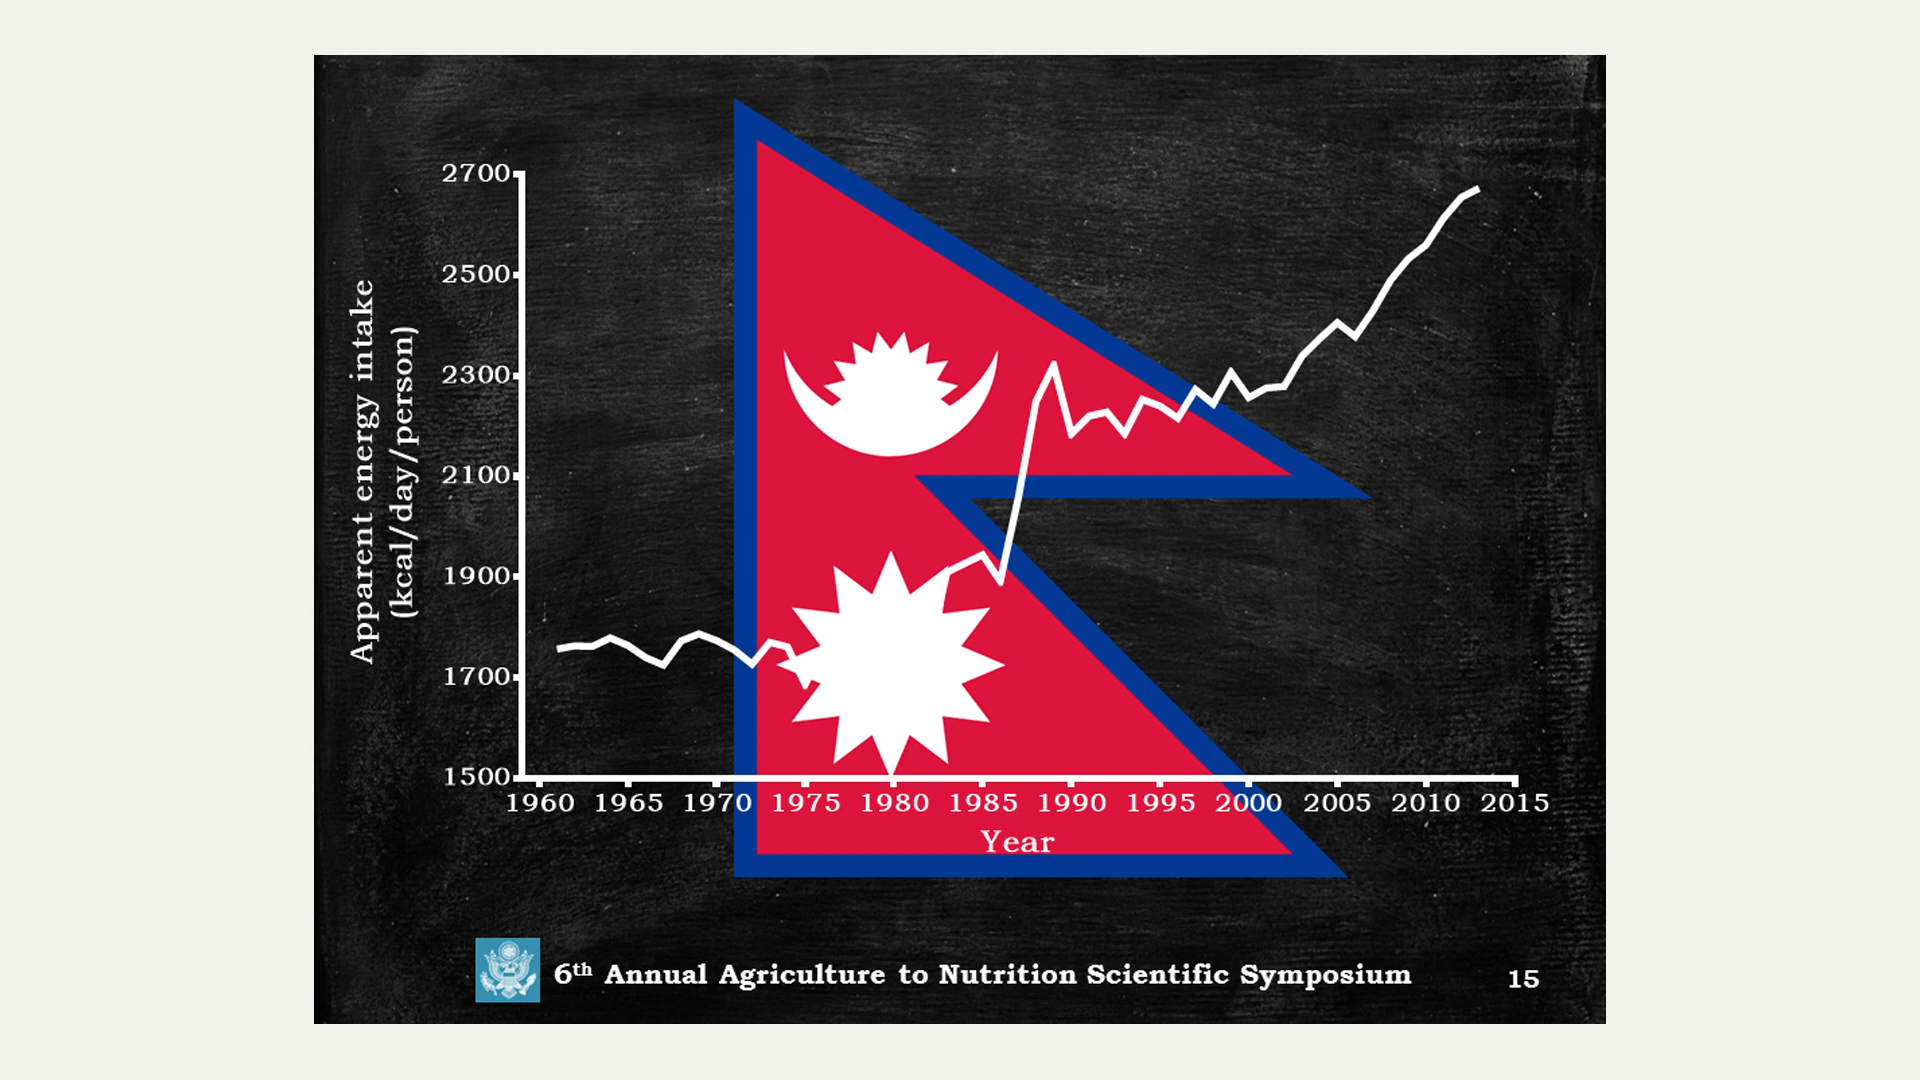 2700
2500
2300
2100
1900
1700
1500
Apparent energy intake
(kcal/day/person)
1960 1965 1970 1975 1980 1985 1990 1995 2000 2005 2010 2015
Year
6th Annual Agriculture to Nutrition Scientific Symposium
15